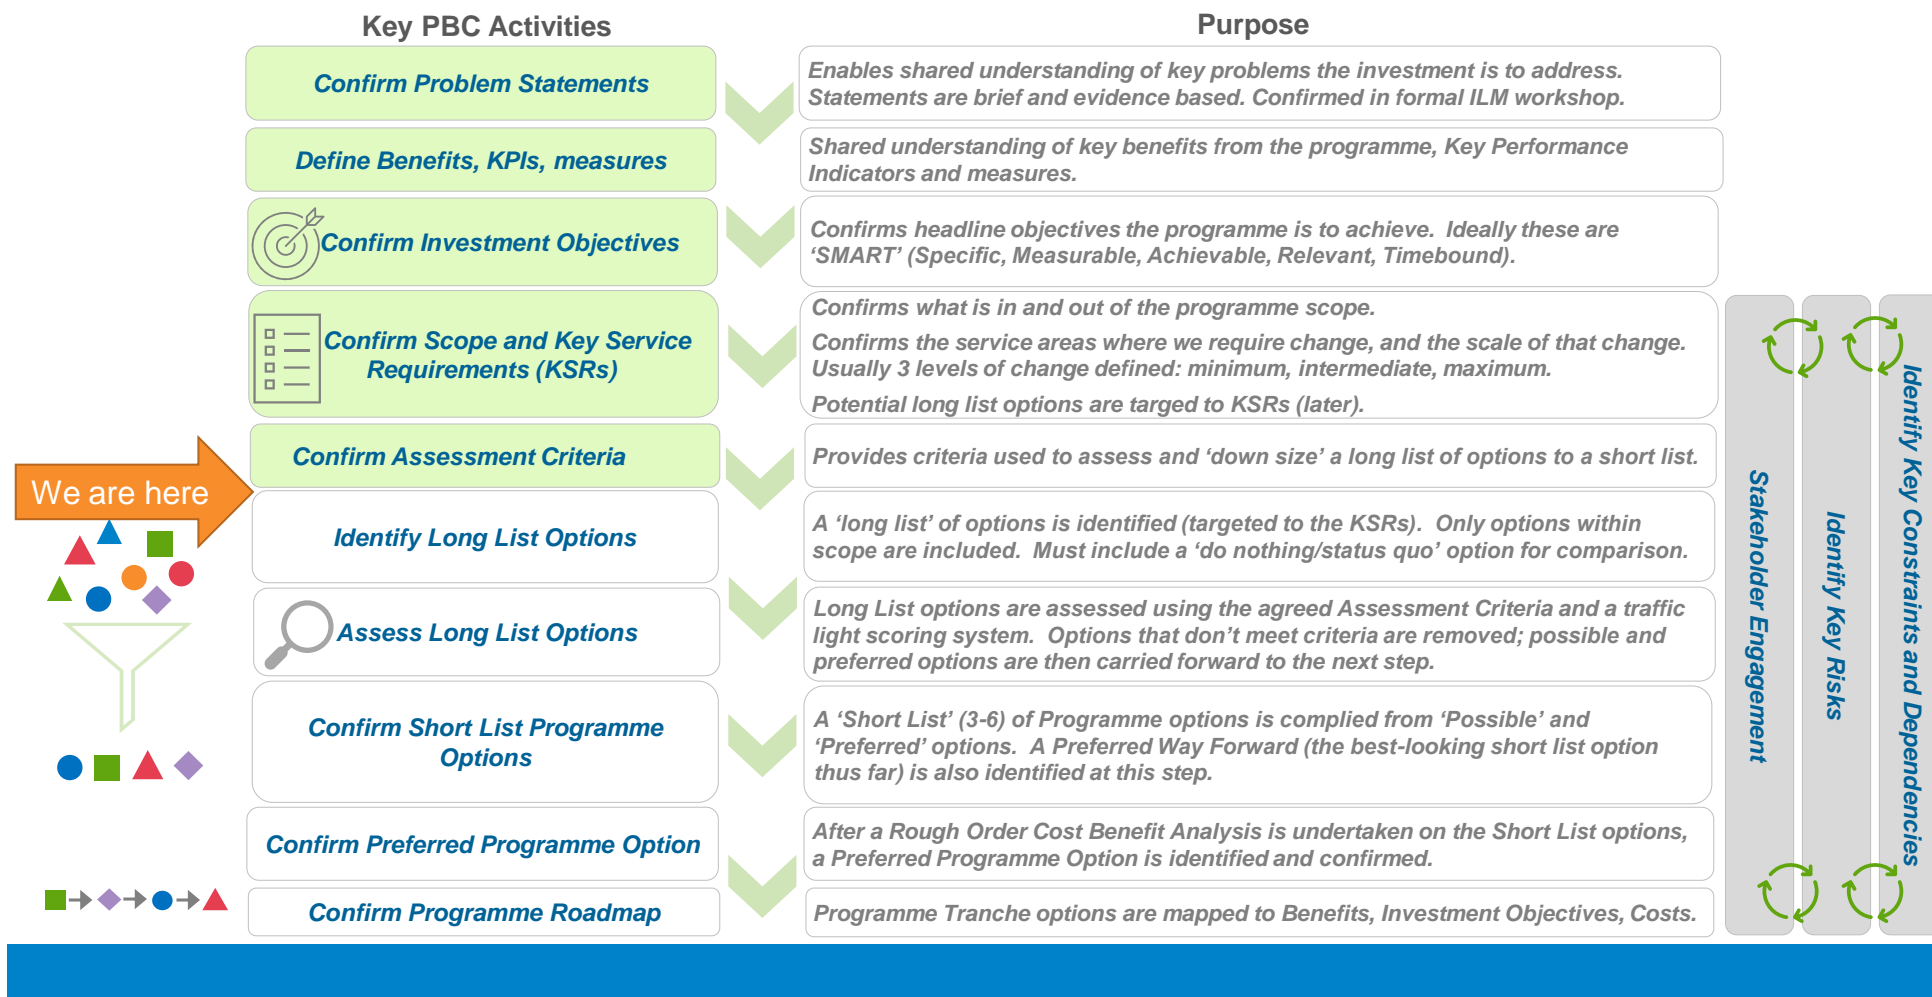 Key PBC Activities
Purpose
Confirm Problem Statements
Enables shared understanding of key problems the investment is to address.
Statements are brief and evidence based. Confirmed in formal ILM workshop.
Define Benefits, KPIs, measures
Shared understanding of key benefits from the programme, Key Performance
Indicators and measures.
Confirm Investment Objectives
Confirms headline objectives the programme is to achieve. Ideally these are
‘SMART’ (Specific, Measurable, Achievable, Relevant, Timebound).
Confirm Scope and Key Service
Requirements (KSRs)
Confirms what is in and out of the programme scope.
Confirms the service areas where we require change, and the scale of that change.
Usually 3 levels of change defined: minimum, intermediate, maximum.
Potential long list options are targed to KSRs (later).
Confirm Assessment Criteria
Provides criteria used to assess and ‘down size’ a long list of options to a short list.
We are here
Identify Long List Options
A ‘long list’ of options is identified (targeted to the KSRs). Only options within
scope are included. Must include a ‘do nothing/status quo’ option for comparison.
Assess Long List Options
Long List options are assessed using the agreed Assessment Criteria and a traffic
light scoring system. Options that don’t meet criteria are removed; possible and
preferred options are then carried forward to the next step.
Confirm Short List Programme
Options
A ‘Short List’ (3-6) of Programme options is complied from ‘Possible’ and
‘Preferred’ options. A Preferred Way Forward (the best-looking short list option
thus far) is also identified at this step.
Confirm Preferred Programme Option
After a Rough Order Cost Benefit Analysis is undertaken on the Short List options,
a Preferred Programme Option is identified and confirmed.
Confirm Programme Roadmap
Programme Tranche options are mapped to Benefits, Investment Objectives, Costs.
Stakeholder Engagement
Identify Key Risks
Identify Key Constraints and Dependencies